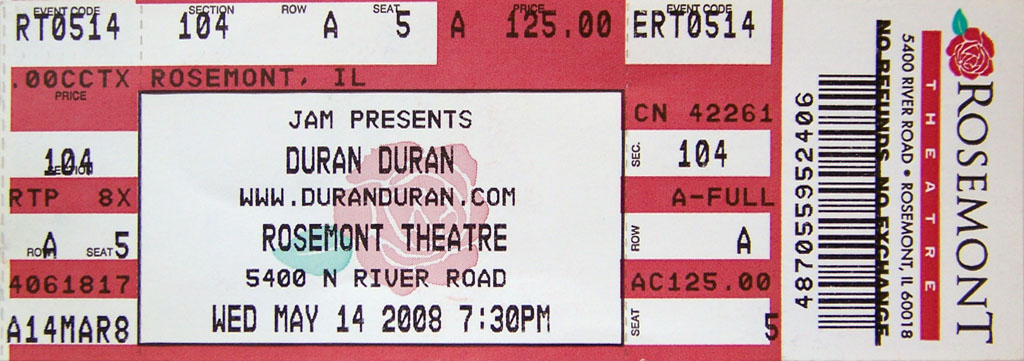 EVENT CODE SECTION ROW SEAT PRICE EVENT CODE
RT0514 104 A 5 A 125.00 ERT0514
.00CCTX ROSEMONT, IL
PRICE
CN 42261
JAM PRESENTS
DURAN DURAN
WWW.DURANDURAN.COM
ROSEMONT THEATRE
5400 N RIVER ROAD
WED MAY 14 2008 7:30PM
104
SECTION
RTP 8X
ROW A SEAT 5
4061817
A14MAR8
SEC. 104
A-FULL
ROW A
AC125.00
SEAT 5
487055952406
NO REFUNDS NO EXCHANGE
5400 RIVER ROAD • ROSEMONT, IL 60018
THEATRE
ROSEMONT